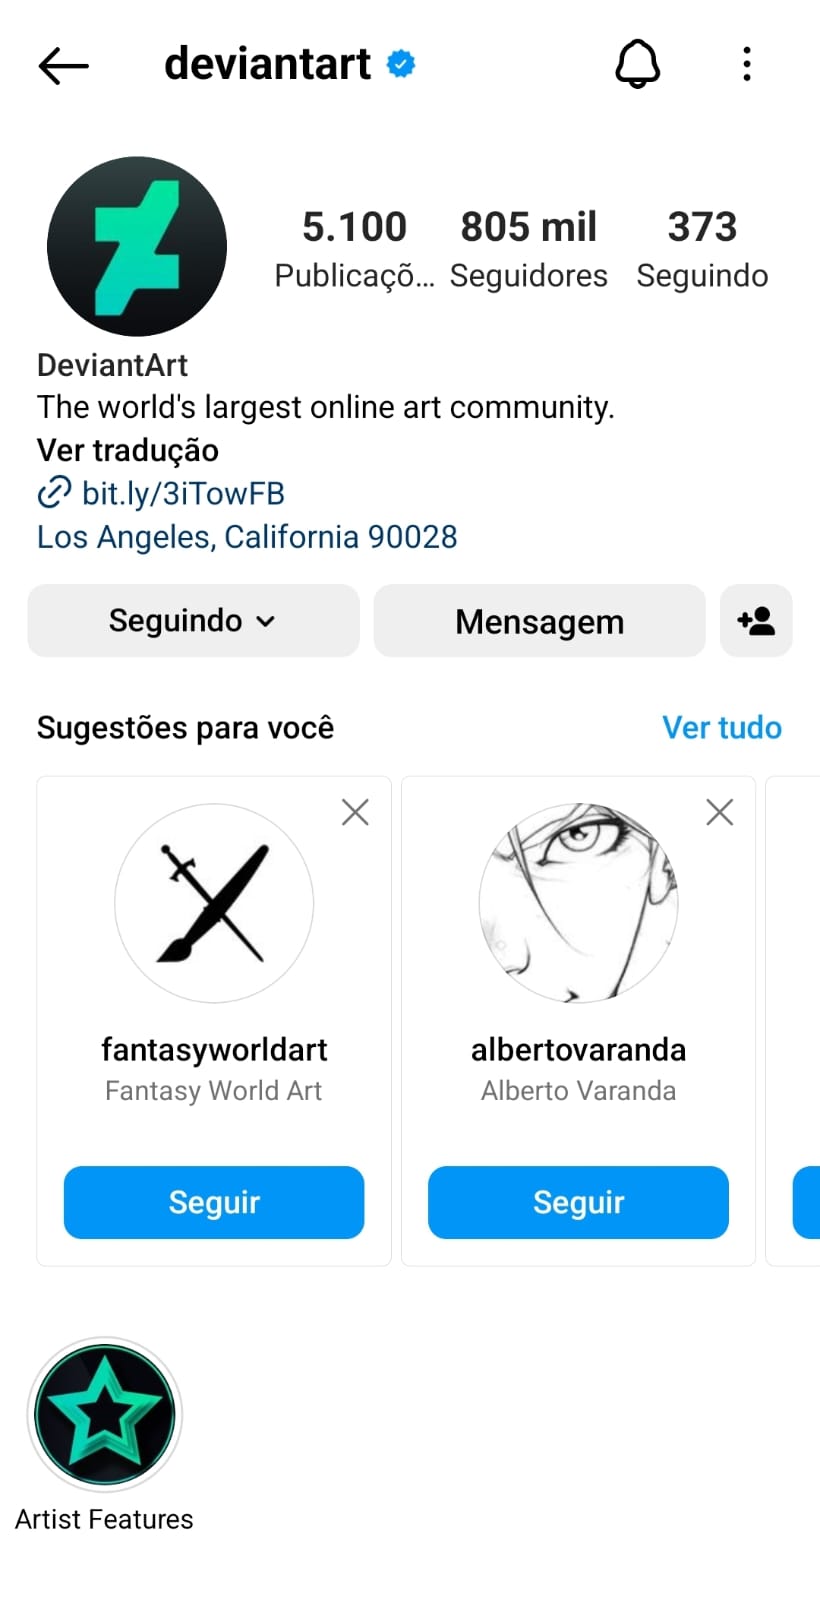 deviantart
5.100 805 mil 373
Publicaçõ... Seguidores Seguindo
DeviantArt
The world's largest online art community.
Ver tradução
bit.ly/3iTowFB
Los Angeles, California 90028
Seguindo Mensagem
Sugestões para você Ver tudo
fantasyworldart albertovaranda
Fantasy World Art Alberto Varanda
Seguir Seguir
Artist Features